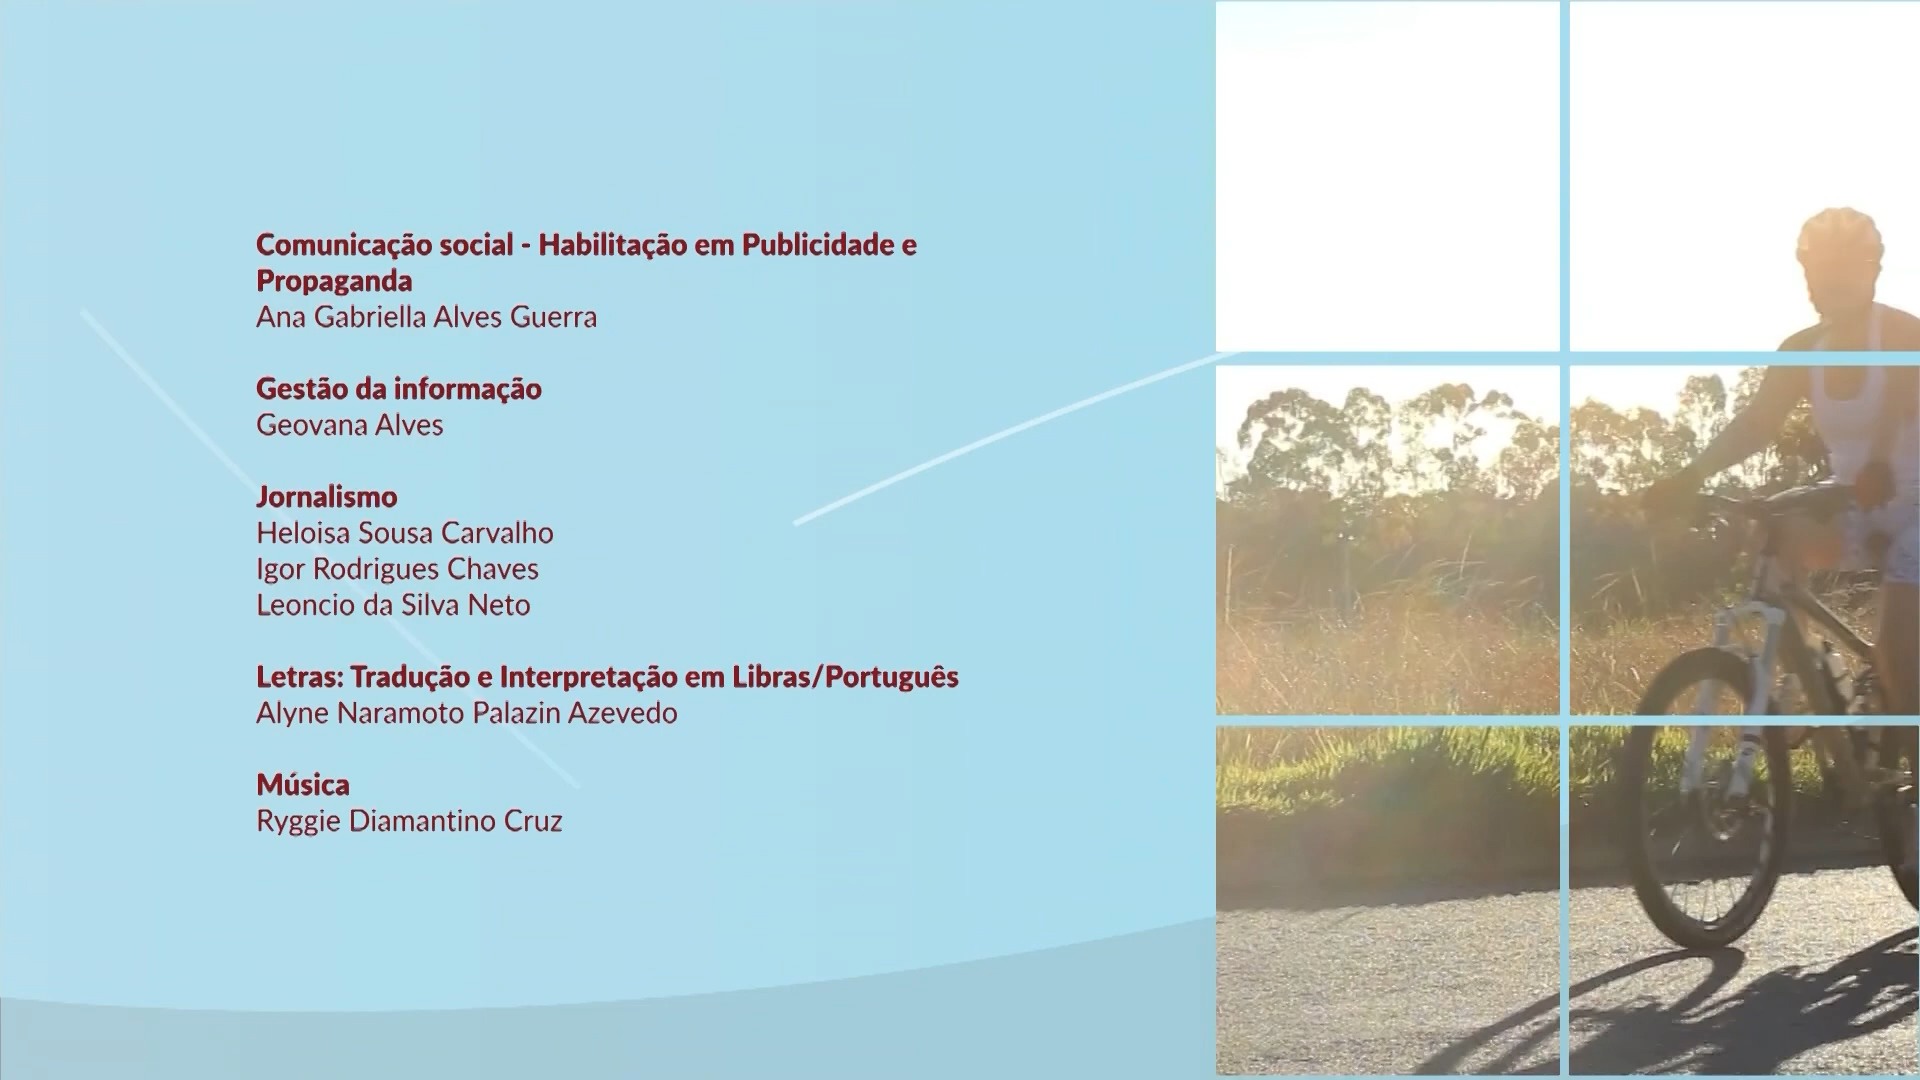 Comunicação social - Habilitação em Publicidade e
Propaganda
Ana Gabriella Alves Guerra
Gestão da informação
Geovana Alves
Jornalismo
Heloisa Sousa Carvalho
Igor Rodrigues Chaves
Leoncio da Silva Neto
Letras: Tradução e Interpretação em Libras/Português
Alyne Naramoto Palazin Azevedo
Música
Ryggie Diamantino Cruz